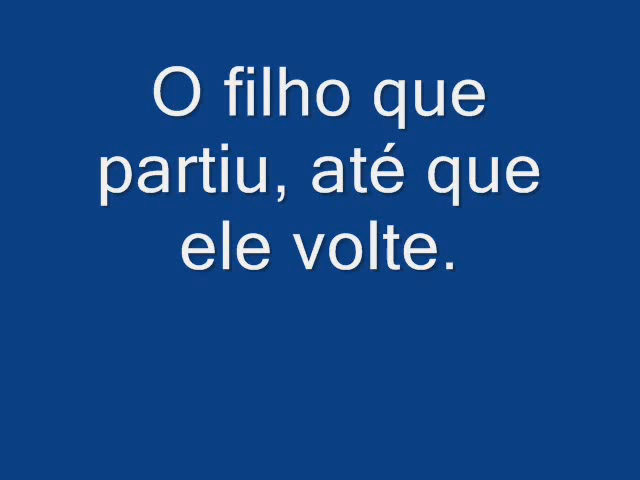 O filho que
partiu, até que
ele volte.